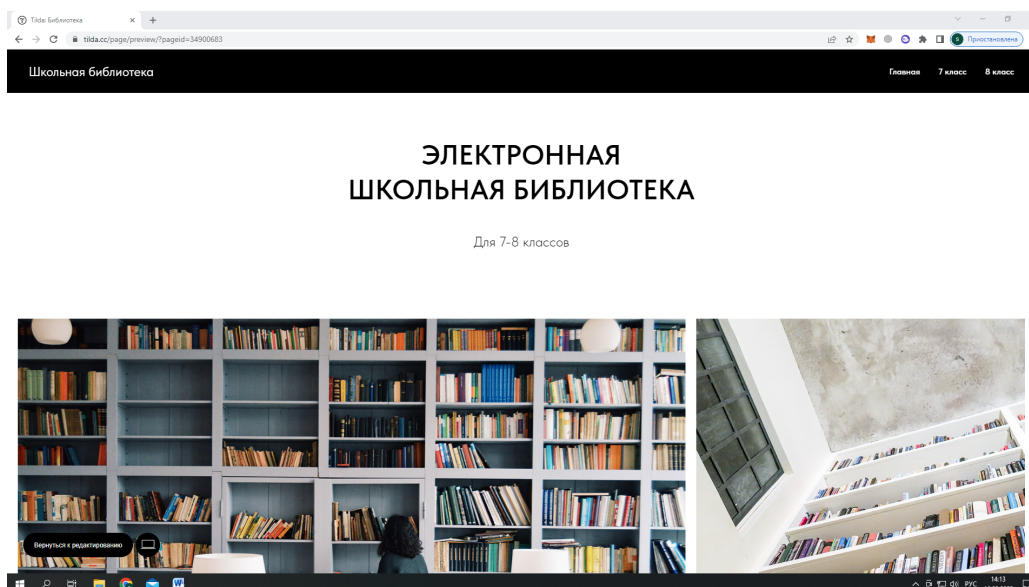 Tilda: Библиотека
tilda.cc/page/preview/?pageid=34900683
Приостановлена
Школьная библиотека
Главная 7 класс 8 класс
ЭЛЕКТРОННАЯ
ШКОЛЬНАЯ БИБЛИОТЕКА
Для 7-8 классов
Вернуться к редактированию
РУС 14:13